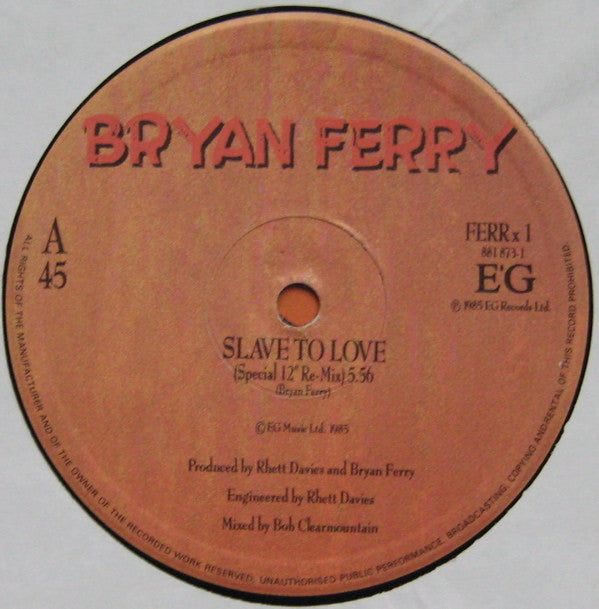 BRYAN FERRY
A
45
FERR x 1
881 873-1
E'G
℗ 1985 EG Records Ltd.
SLAVE TO LOVE
(Special 12" Re-Mix) 5.56
(Bryan Ferry)
© EG Music Ltd. 1985
Produced by Rhett Davies and Bryan Ferry
Engineered by Rhett Davies
Mixed by Bob Clearmountain
ALL RIGHTS OF THE MANUFACTURER AND OF THE OWNER OF THE RECORDED WORK RESERVED. UNAUTHORISED PUBLIC PERFORMANCE, BROADCASTING, COPYING AND RENTAL OF THIS RECORD PROHIBITED.